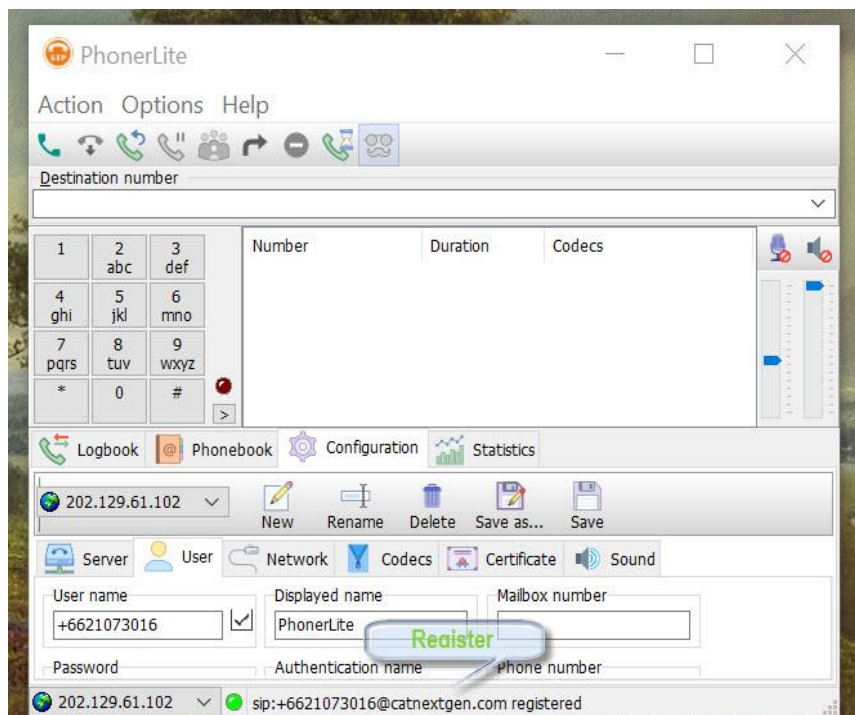 SIP PhonerLite
Action Options Help
Destination number
1 2 abc 3 def
4 ghi 5 jkl 6 mno
7 pqrs 8 tuv 9 wxyz
* 0 #
>
Number Duration Codecs
Logbook @ Phonebook Configuration Statistics
202.129.61.102 New Rename Delete Save as... Save
Server User Network Codecs Certificate Sound
User name Displayed name Mailbox number
+6621073016 PhonerLite
Register
Password Authentication name Phone number
202.129.61.102 sip:+6621073016@catnextgen.com registered